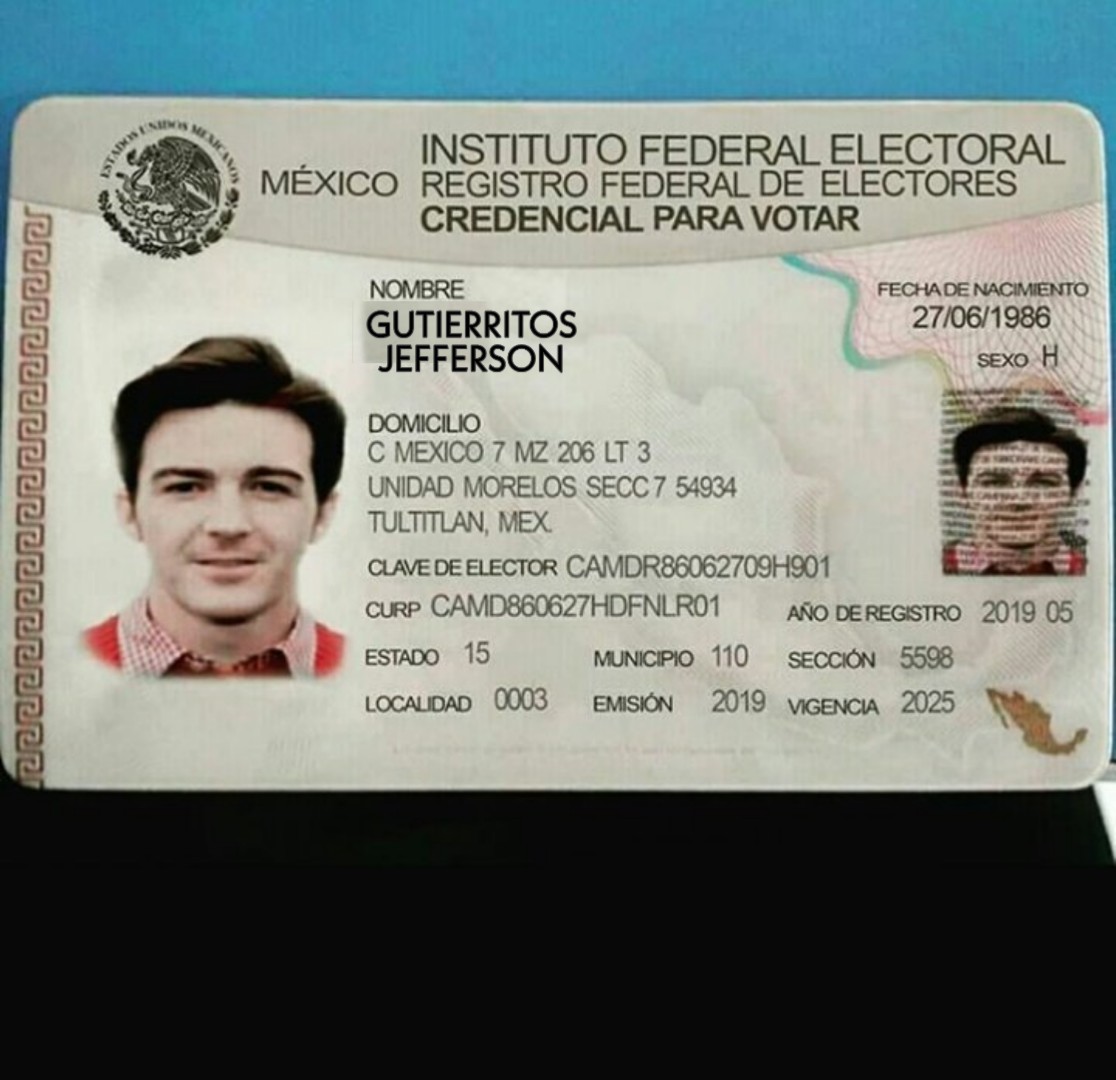 ESTADOS UNIDOS MEXICANOS
MÉXICO
INSTITUTO FEDERAL ELECTORAL
REGISTRO FEDERAL DE ELECTORES
CREDENCIAL PARA VOTAR
NOMBRE
GUTIERRITOS
JEFFERSON
FECHA DE NACIMIENTO
27/06/1986
SEXO H
DOMICILIO
C MEXICO 7 MZ 206 LT 3
UNIDAD MORELOS SECC 7 54934
TULTITLAN, MEX.
CLAVE DE ELECTOR CAMDR86062709H901
CURP CAMD860627HDFNLR01 AÑO DE REGISTRO 2019 05
ESTADO 15 MUNICIPIO 110 SECCIÓN 5598
LOCALIDAD 0003 EMISIÓN 2019 VIGENCIA 2025